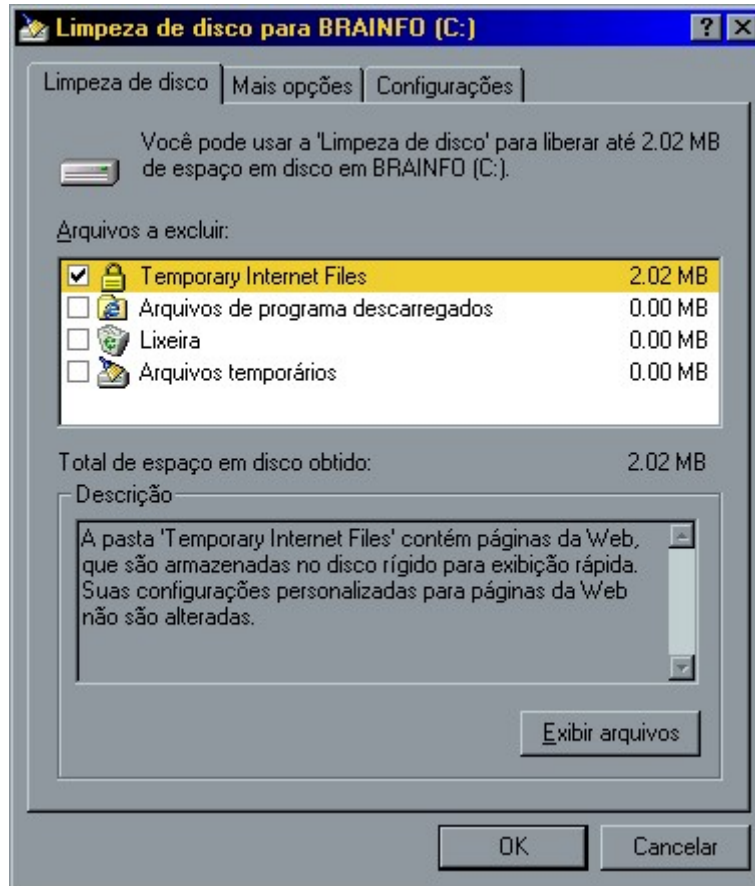 Limpeza de disco para BRAINFO (C:)
Limpeza de disco Mais opções Configurações
Você pode usar a 'Limpeza de disco' para liberar até 2.02 MB
de espaço em disco em BRAINFO (C:).
Arquivos a excluir:
Temporary Internet Files 2.02 MB
Arquivos de programa descarregados 0.00 MB
Lixeira 0.00 MB
Arquivos temporários 0.00 MB
Total de espaço em disco obtido: 2.02 MB
Descrição
A pasta 'Temporary Internet Files' contém páginas da Web,
que são armazenadas no disco rígido para exibição rápida.
Suas configurações personalizadas para páginas da Web
não são alteradas.
Exibir arquivos
OK Cancelar